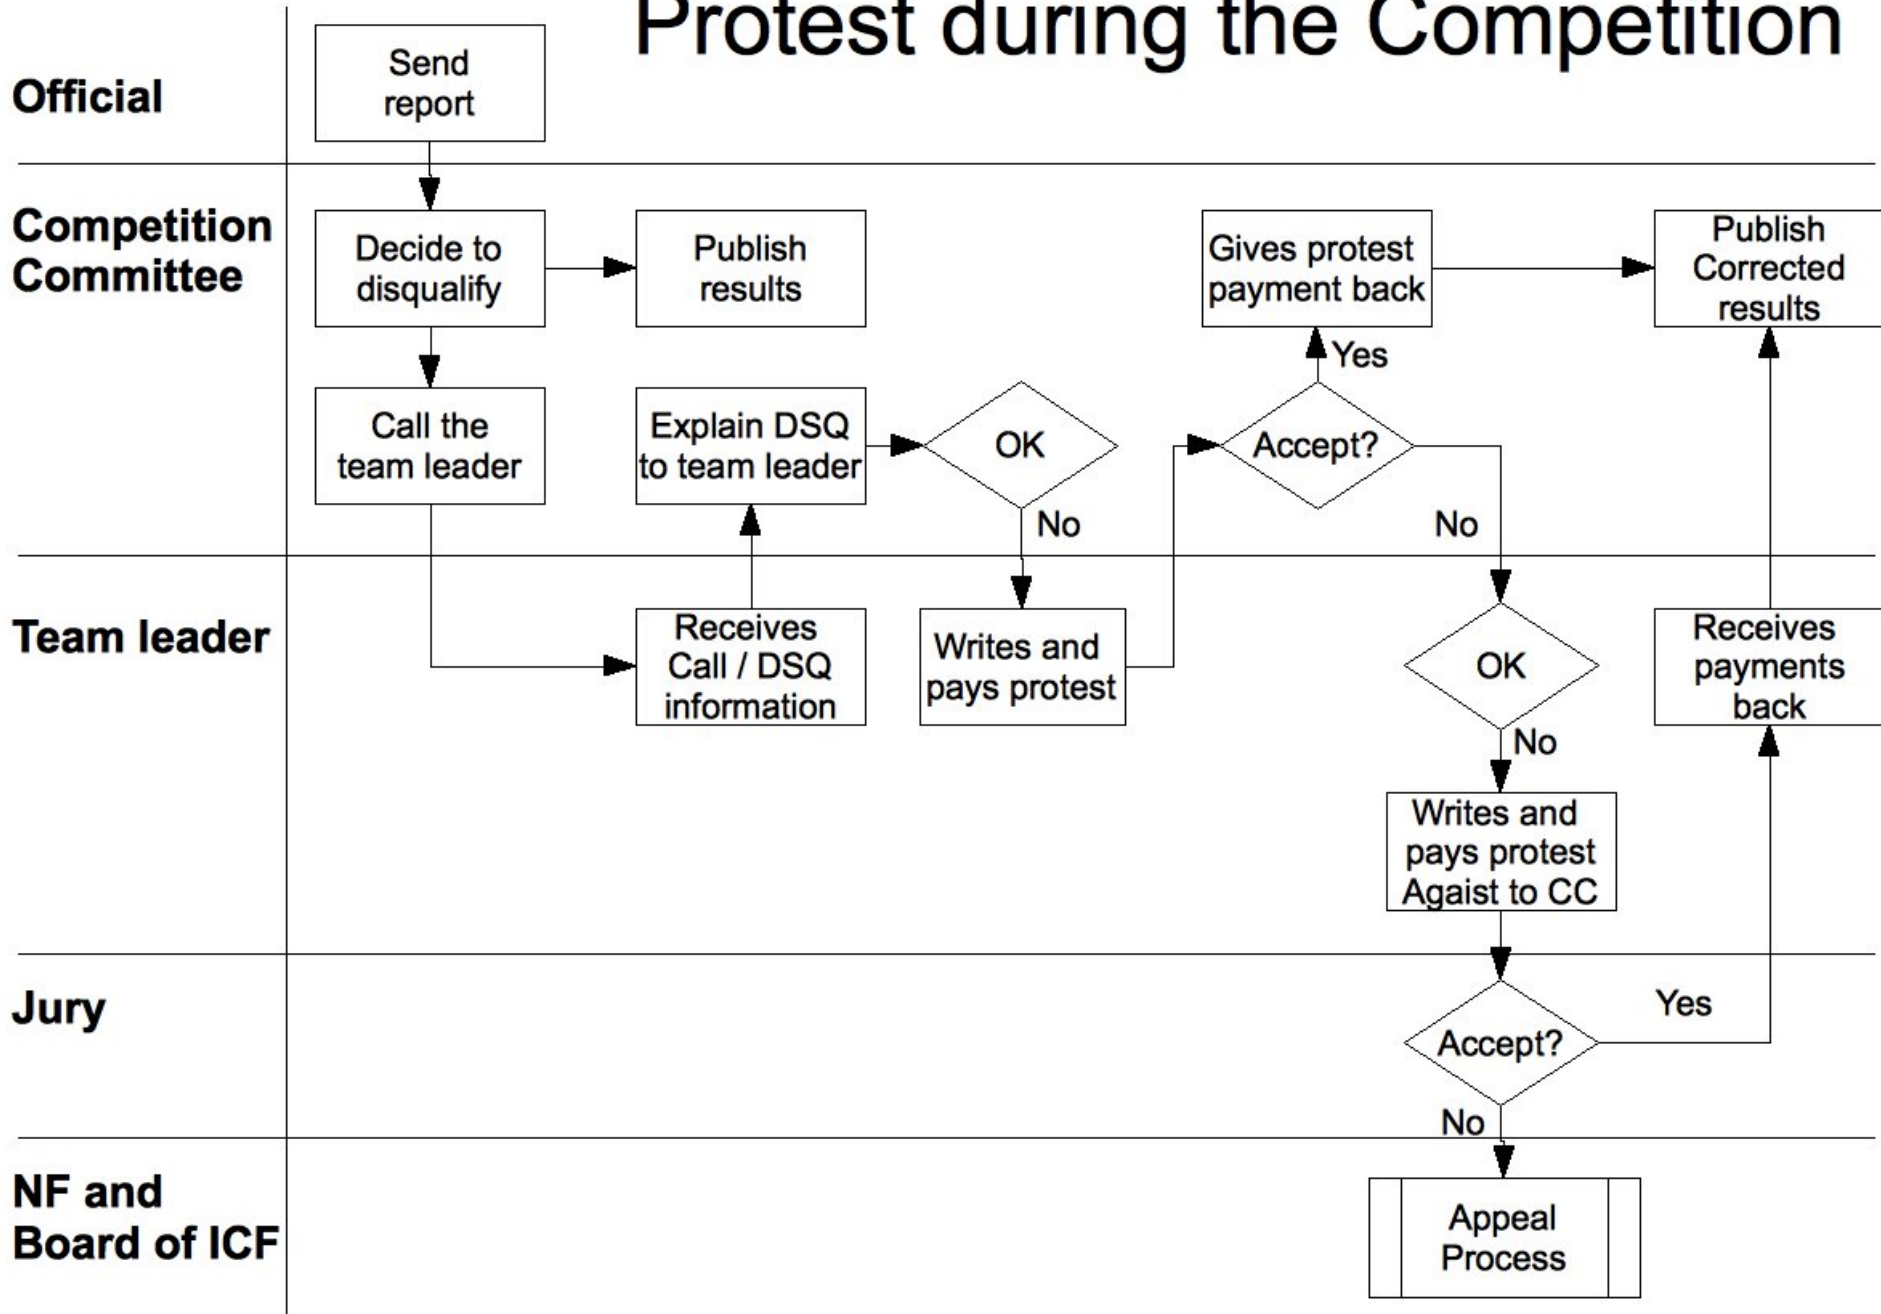 Protest during the Competition
Official
Send
report
Competition
Committee
Decide to
disqualify
Publish
results
Gives protest
payment back
Publish
Corrected
results
Yes
Call the
team leader
Explain DSQ
to team leader
OK
Accept?
No
No
Team leader
Receives
Call / DSQ
information
Writes and
pays protest
OK
Receives
payments
back
No
Writes and
pays protest
Agaist to CC
Jury
Yes
Accept?
No
NF and
Board of ICF
Appeal
Process